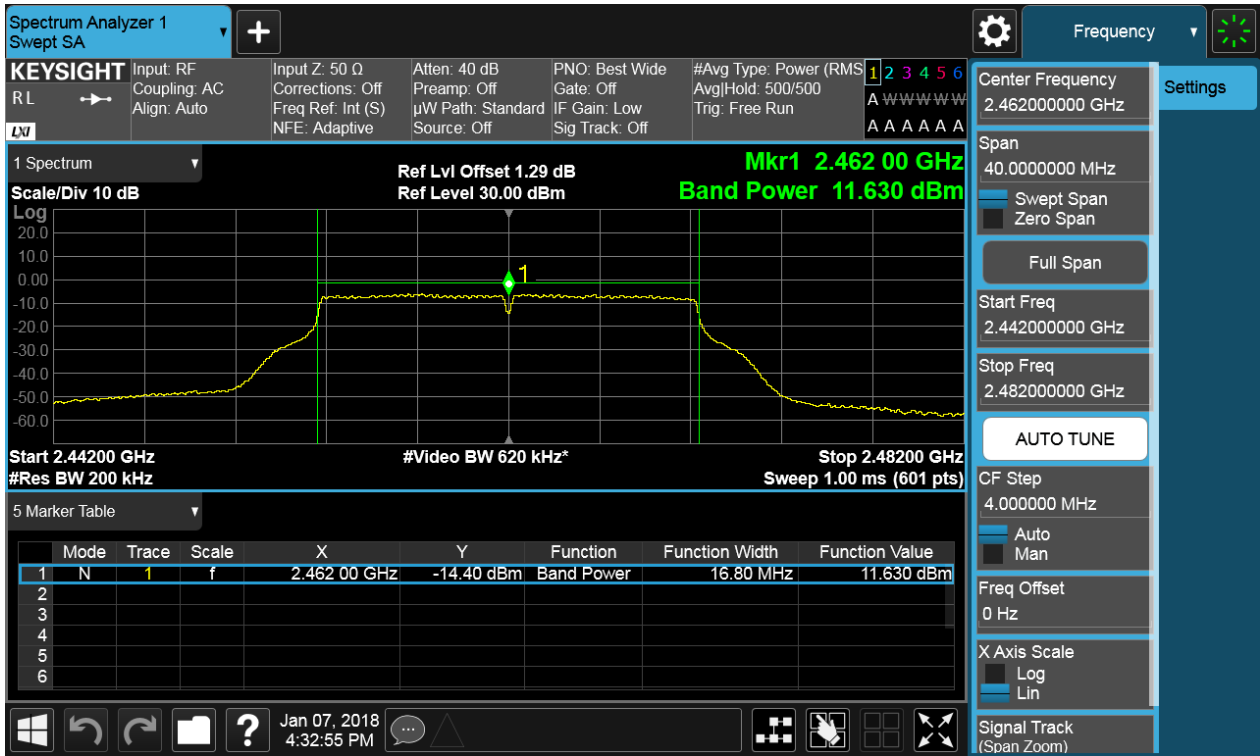 Spectrum Analyzer 1
Swept SA
Frequency
KEYSIGHT
R L
LXI
Input: RF
Coupling: AC
Align: Auto
Input Z: 50 Ω
Corrections: Off
Freq Ref: Int (S)
NFE: Adaptive
Atten: 40 dB
Preamp: Off
µW Path: Standard
Source: Off
PNO: Best Wide
Gate: Off
IF Gain: Low
Sig Track: Off
#Avg Type: Power (RMS
Avg|Hold: 500/500
Trig: Free Run
1 2 3 4 5 6
A W W W W W
A A A A A A
1 Spectrum
Scale/Div 10 dB
Ref Lvl Offset 1.29 dB
Ref Level 30.00 dBm
Mkr1 2.462 00 GHz
Band Power 11.630 dBm
Log
20.0
10.0
0.00
-10.0
-20.0
-30.0
-40.0
-50.0
-60.0
1
Start 2.44200 GHz
#Video BW 620 kHz*
Stop 2.48200 GHz
#Res BW 200 kHz
Sweep 1.00 ms (601 pts)
5 Marker Table
Mode Trace Scale X Y Function Function Width Function Value
1 N 1 f 2.462 00 GHz -14.40 dBm Band Power 16.80 MHz 11.630 dBm
2
3
4
5
6
?
Jan 07, 2018
4:32:55 PM
Center Frequency
2.462000000 GHz
Span
40.0000000 MHz
Swept Span
Zero Span
Full Span
Start Freq
2.442000000 GHz
Stop Freq
2.482000000 GHz
AUTO TUNE
CF Step
4.000000 MHz
Auto
Man
Freq Offset
0 Hz
X Axis Scale
Log
Lin
Signal Track
(Span Zoom)
Settings